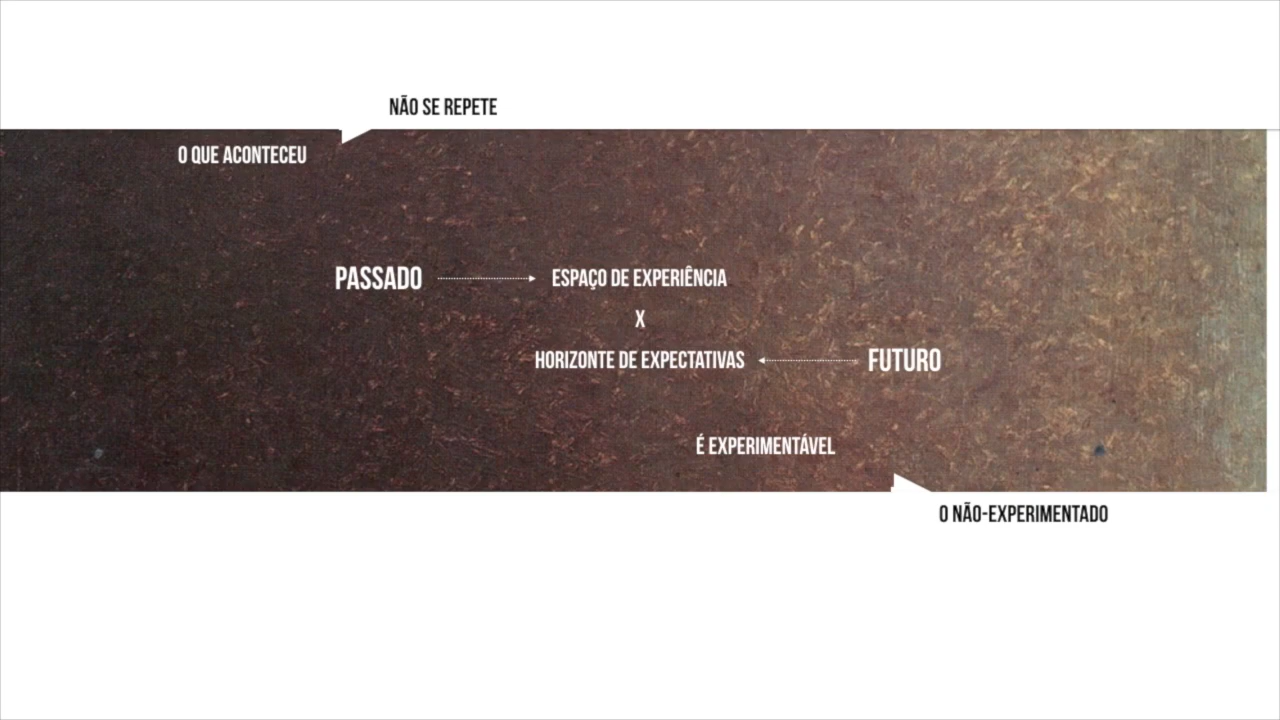 NÃO SE REPETE
O QUE ACONTECEU
PASSADO
ESPAÇO DE EXPERIÊNCIA
X
HORIZONTE DE EXPECTATIVAS
FUTURO
É EXPERIMENTÁVEL
O NÃO-EXPERIMENTADO